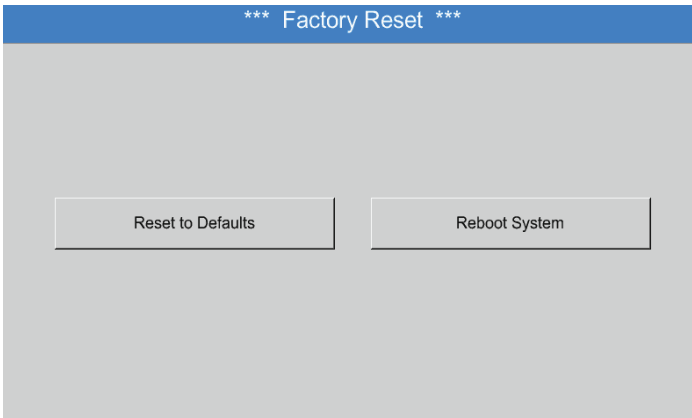 *** Factory Reset ***
Reset to Defaults
Reboot System